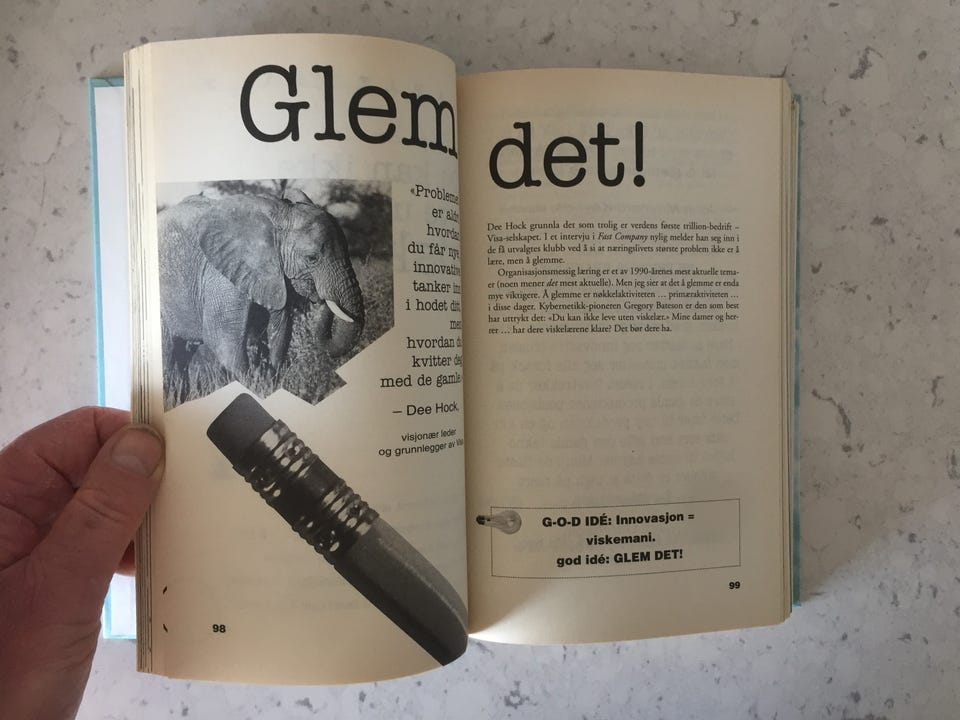 Glem det!
«Probleme
er aldr
hvordan
du får nye
innovative
tanker inn
i hodet ditt,
men
hvordan du
kvitter deg
med de gamle
— Dee Hock,
visjonær leder
og grunnlegger av Visa
98
Dee Hock grunnla det som trolig er verdens første trillion-bedrift –
Visa-selskapet. I et intervju i Fast Company nylig melder han seg inn i
de få utvalgtes klubb ved å si at næringslivets største problem ikke er å
lære, men å glemme.
Organisasjonsmessig læring er et av 1990-årenes mest aktuelle tema-
er (noen mener det mest aktuelle). Men jeg sier at det å glemme er enda
mye viktigere. Å glemme er nøkkelaktiviteten … primæraktiviteten …
i disse dager. Kybernetikk-pioneren Gregory Bateson er den som best
har uttrykt det: «Du kan ikke leve uten viskelær.» Mine damer og her-
rer … har dere viskelærene klare? Det bør dere ha.
G-O-D IDÉ: Innovasjon =
viskemani.
god idé: GLEM DET!
99